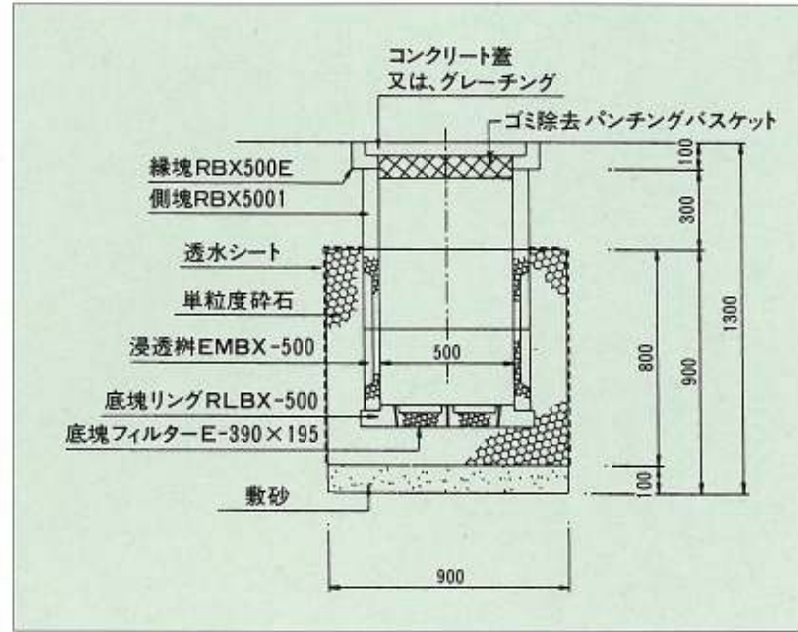 コンクリート蓋
又は、グレーチング
ゴミ除去パンチングバスケット
縁塊RBX500E
側塊RBX5001
透水シート
単粒度砕石
浸透桝EMBX-500
底塊リングRLBX-500
底塊フィルターE-390×195
敷砂
500
900
100
300
800
100
900
1300